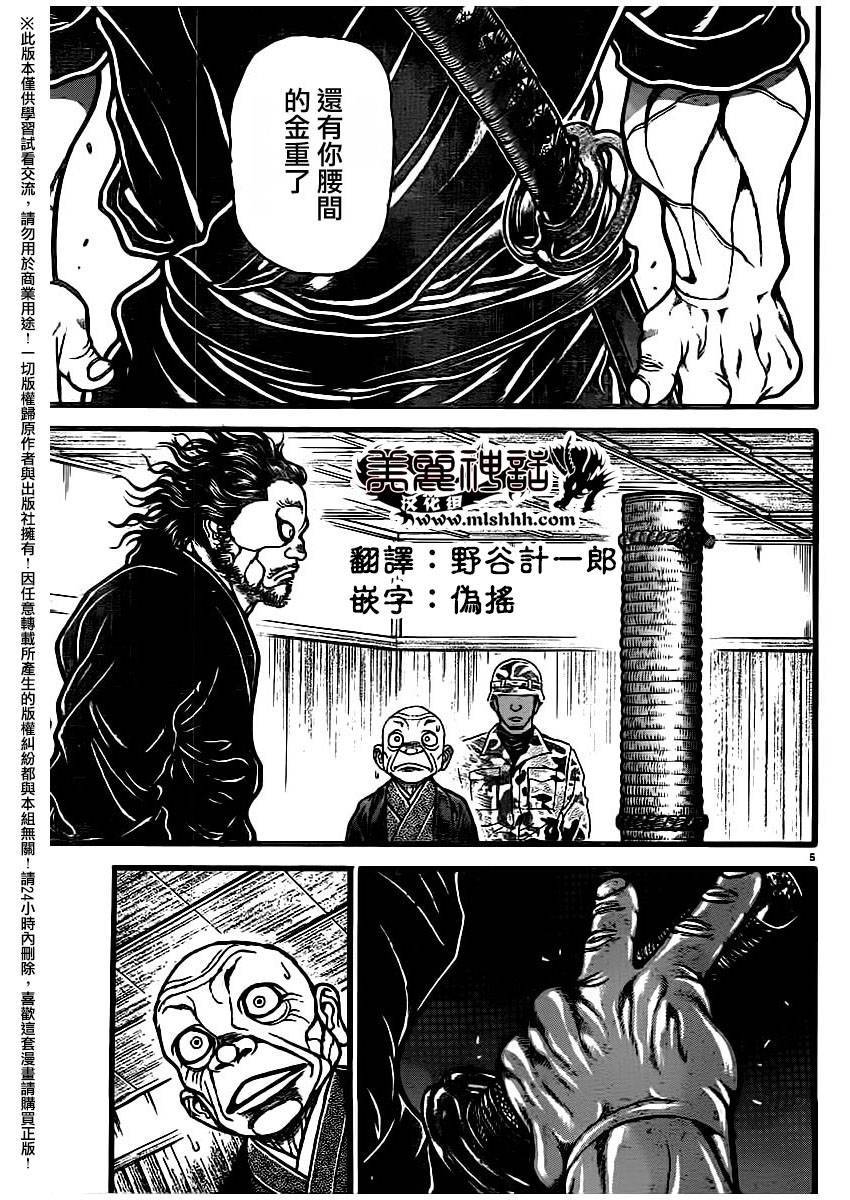 還有你腰間
的金重了
美麗神話
汉化组
www.mlshhh.com
翻譯：野谷計一郎
嵌字：偽搖
5
※此版本僅供學習試看交流，請勿用於商業用途！一切版權歸原作者與出版社擁有！因任意轉載所產生的版權糾紛都與本組無關！請24小時內刪除，喜歡這套漫畫請購買正版！